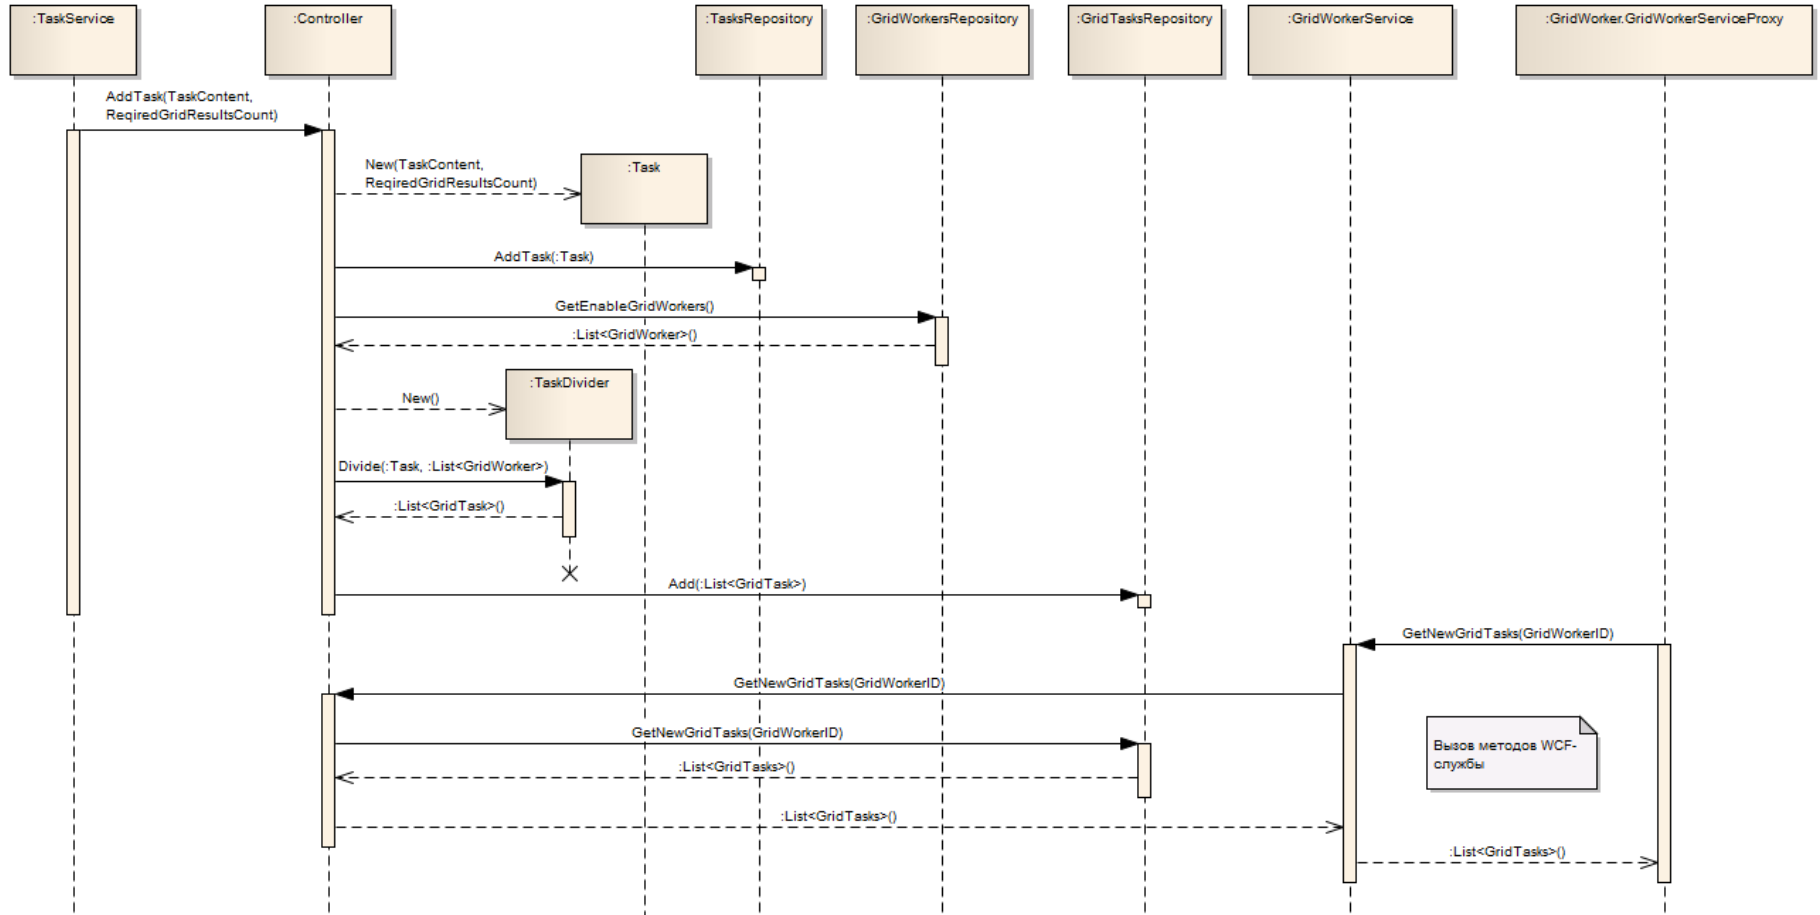 :TaskService
:Controller
:TasksRepository
:GridWorkersRepository
:GridTasksRepository
:GridWorkerService
:GridWorker.GridWorkerServiceProxy
AddTask(TaskContent,
ReqiredGridResultsCount)
New(TaskContent,
ReqiredGridResultsCount)
:Task
AddTask(:Task)
GetEnableGridWorkers()
:List<GridWorker>()
:TaskDivider
New()
Divide(:Task, :List<GridWorker>)
:List<GridTask>()
Add(:List<GridTask>)
GetNewGridTasks(GridWorkerID)
GetNewGridTasks(GridWorkerID)
GetNewGridTasks(GridWorkerID)
Вызов методов WCF-
службы
:List<GridTasks>()
:List<GridTasks>()
:List<GridTasks>()